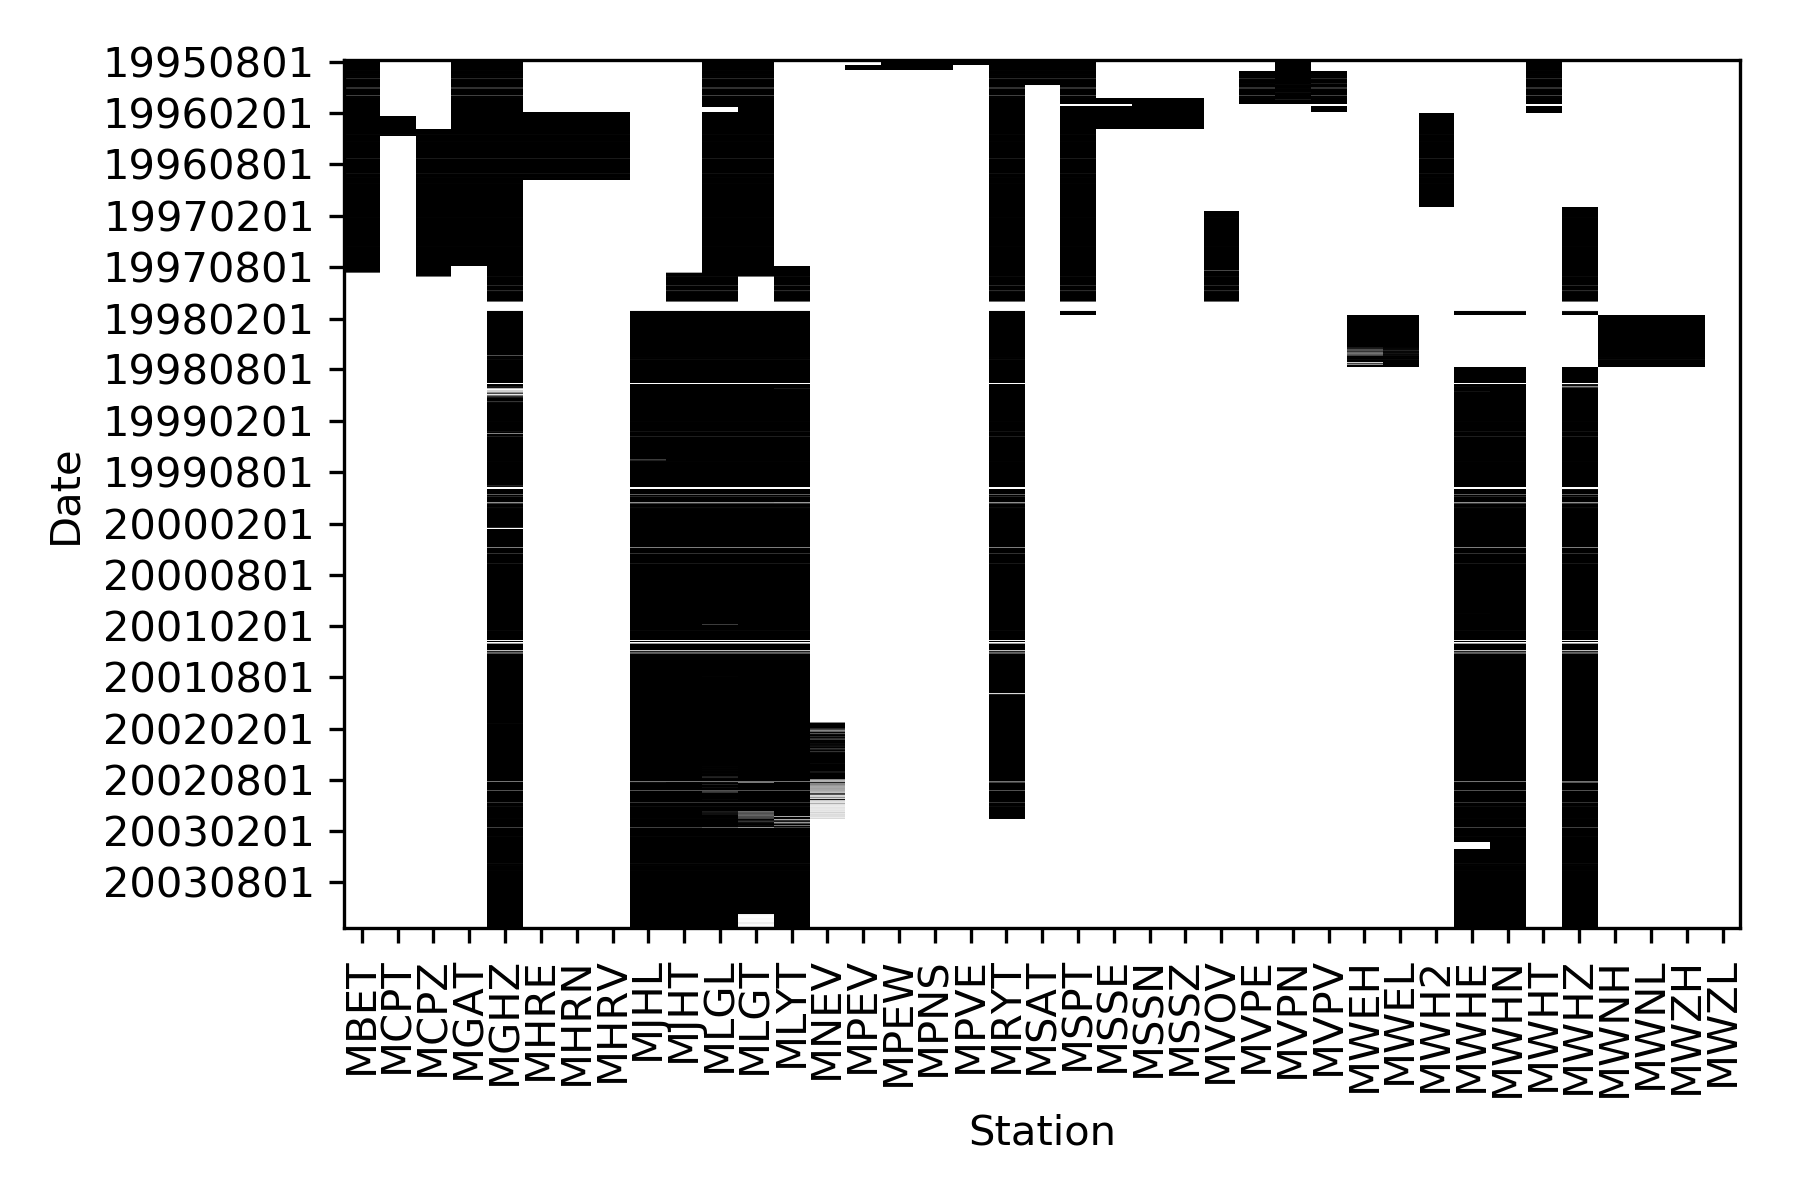 19950801
19960201
19960801
19970201
19970801
19980201
19980801
19990201
19990801
20000201
20000801
20010201
20010801
20020201
20020801
20030201
20030801
Date
MBET
MCPT
MCPZ
MGAT
MGHZ
MHRE
MHRN
MHRV
MJHL
MJHT
MLGL
MLGT
MLYT
MNEV
MPEV
MPEW
MPNS
MPVE
MRYT
MSAT
MSPT
MSSE
MSSN
MSSZ
MVOV
MVPE
MVPN
MVPV
MWEH
MWEL
MWH2
MWHE
MWHN
MWHT
MWHZ
MWNH
MWNL
MWZH
MWZL
Station